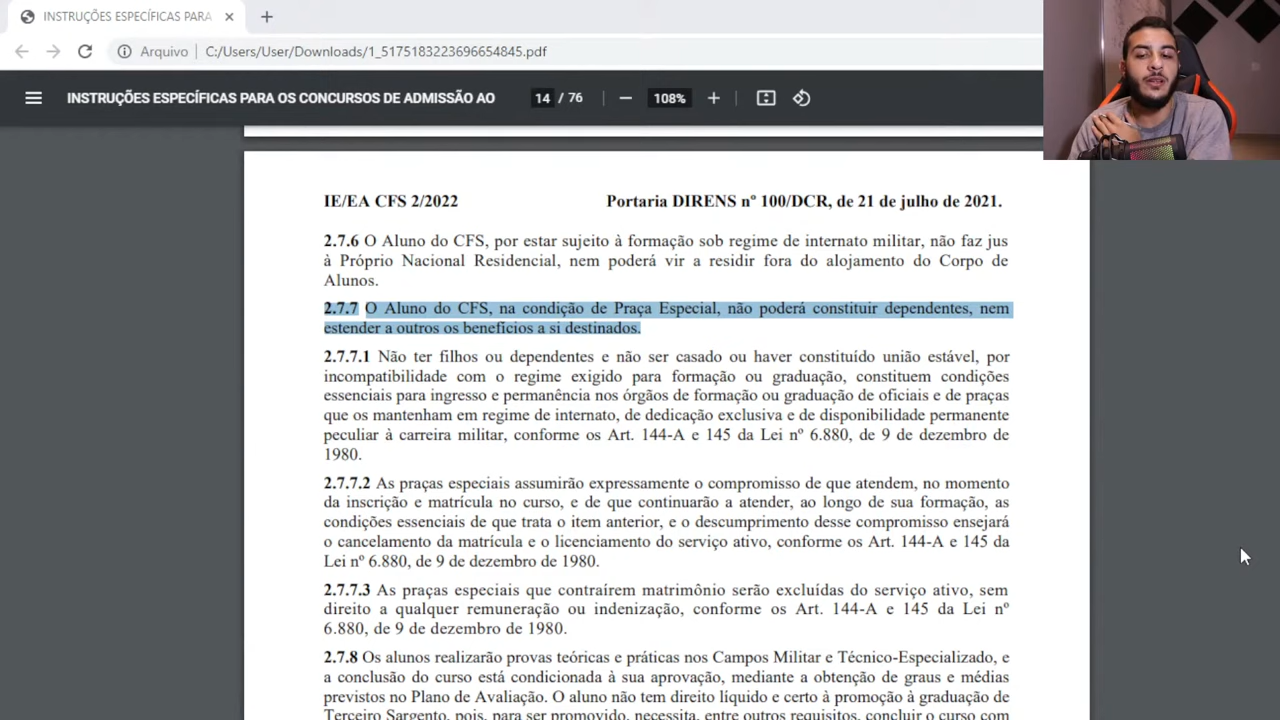 INSTRUÇÕES ESPECÍFICAS PARA
Arquivo
C:/Users/User/Downloads/1_5175183223696654845.pdf
INSTRUÇÕES ESPECÍFICAS PARA OS CONCURSOS DE ADMISSÃO AO
14 / 76
108%
IE/EA CFS 2/2022 Portaria DIRENS nº 100/DCR, de 21 de julho de 2021.
2.7.6 O Aluno do CFS, por estar sujeito à formação sob regime de internato militar, não faz jus
à Próprio Nacional Residencial, nem poderá vir a residir fora do alojamento do Corpo de
Alunos.
2.7.7 O Aluno do CFS, na condição de Praça Especial, não poderá constituir dependentes, nem
estender a outros os benefícios a si destinados.
2.7.7.1 Não ter filhos ou dependentes e não ser casado ou haver constituído união estável, por
incompatibilidade com o regime exigido para formação ou graduação, constituem condições
essenciais para ingresso e permanência nos órgãos de formação ou graduação de oficiais e de praças
que os mantenham em regime de internato, de dedicação exclusiva e de disponibilidade permanente
peculiar à carreira militar, conforme os Art. 144-A e 145 da Lei nº 6.880, de 9 de dezembro de
1980.
2.7.7.2 As praças especiais assumirão expressamente o compromisso de que atendem, no momento
da inscrição e matrícula no curso, e de que continuarão a atender, ao longo de sua formação, as
condições essenciais de que trata o item anterior, e o descumprimento desse compromisso ensejará
o cancelamento da matrícula e o licenciamento do serviço ativo, conforme os Art. 144-A e 145 da
Lei nº 6.880, de 9 de dezembro de 1980.
2.7.7.3 As praças especiais que contraírem matrimônio serão excluídas do serviço ativo, sem
direito a qualquer remuneração ou indenização, conforme os Art. 144-A e 145 da Lei nº
6.880, de 9 de dezembro de 1980.
2.7.8 Os alunos realizarão provas teóricas e práticas nos Campos Militar e Técnico-Especializado, e
a conclusão do curso está condicionada à sua aprovação, mediante a obtenção de graus e médias
previstos no Plano de Avaliação. O aluno não tem direito líquido e certo à promoção à graduação de
Terceiro Sargento, pois, para ser promovido, necessita, entre outros requisitos, concluir o curso com